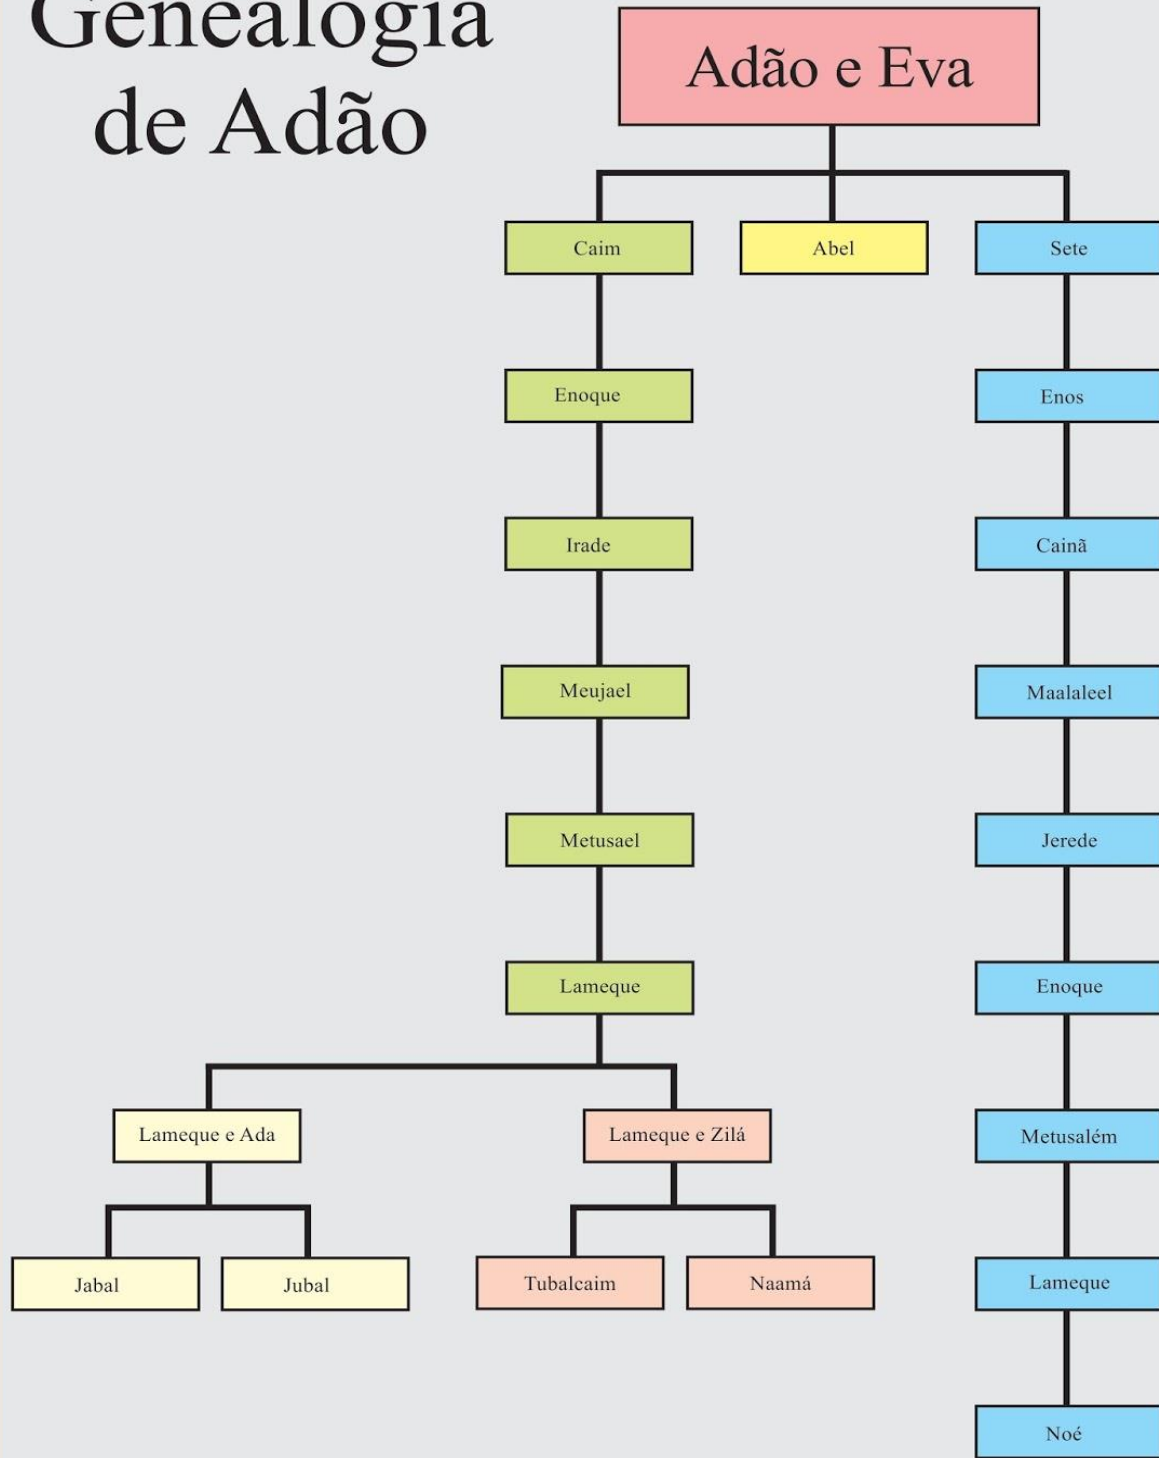 Genealogia
de Adão
Adão e Eva
Caim
Abel
Sete
Enoque
Enos
Irade
Cainã
Meujael
Maalaleel
Metusael
Jerede
Lameque
Enoque
Lameque e Ada
Lameque e Zilá
Metusalém
Jabal
Jubal
Tubalcaim
Naamá
Lameque
Noé